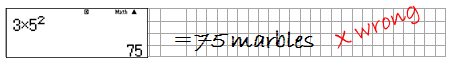 Math ▲
3×5²
75 = 75 marbles x wrong